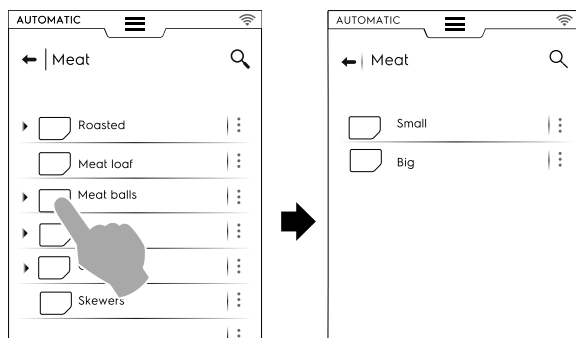 AUTOMATIC
Meat
Roasted
Meat loaf
Meat balls
Skewers
AUTOMATIC
Meat
Small
Big